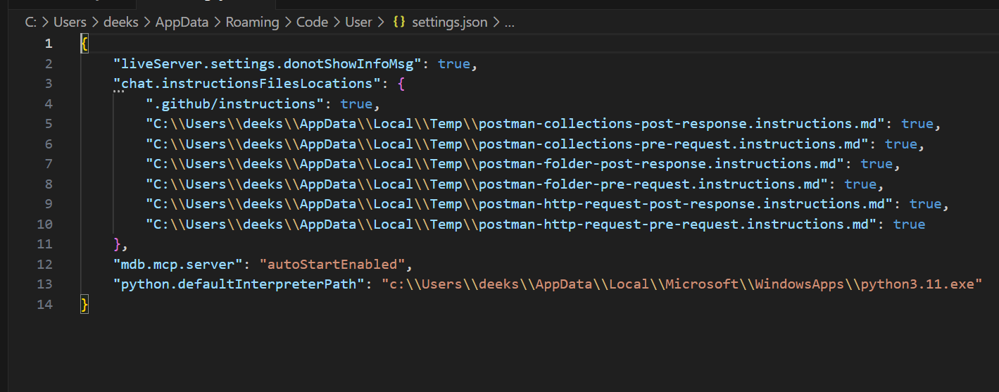 C: > Users > deeks > AppData > Roaming > Code > User > {} settings.json > ...
1 {
2     "liveServer.settings.donotShowInfoMsg": true,
3     "chat.instructionsFilesLocations": {
4         ".github/instructions": true,
5         "C:\\Users\\deeks\\AppData\\Local\\Temp\\postman-collections-post-response.instructions.md": true,
6         "C:\\Users\\deeks\\AppData\\Local\\Temp\\postman-collections-pre-request.instructions.md": true,
7         "C:\\Users\\deeks\\AppData\\Local\\Temp\\postman-folder-post-response.instructions.md": true,
8         "C:\\Users\\deeks\\AppData\\Local\\Temp\\postman-folder-pre-request.instructions.md": true,
9         "C:\\Users\\deeks\\AppData\\Local\\Temp\\postman-http-request-post-response.instructions.md": true,
10         "C:\\Users\\deeks\\AppData\\Local\\Temp\\postman-http-request-pre-request.instructions.md": true
11     },
12     "mdb.mcp.server": "autoStartEnabled",
13     "python.defaultInterpreterPath": "c:\\Users\\deeks\\AppData\\Local\\Microsoft\\WindowsApps\\python3.11.exe"
14 }